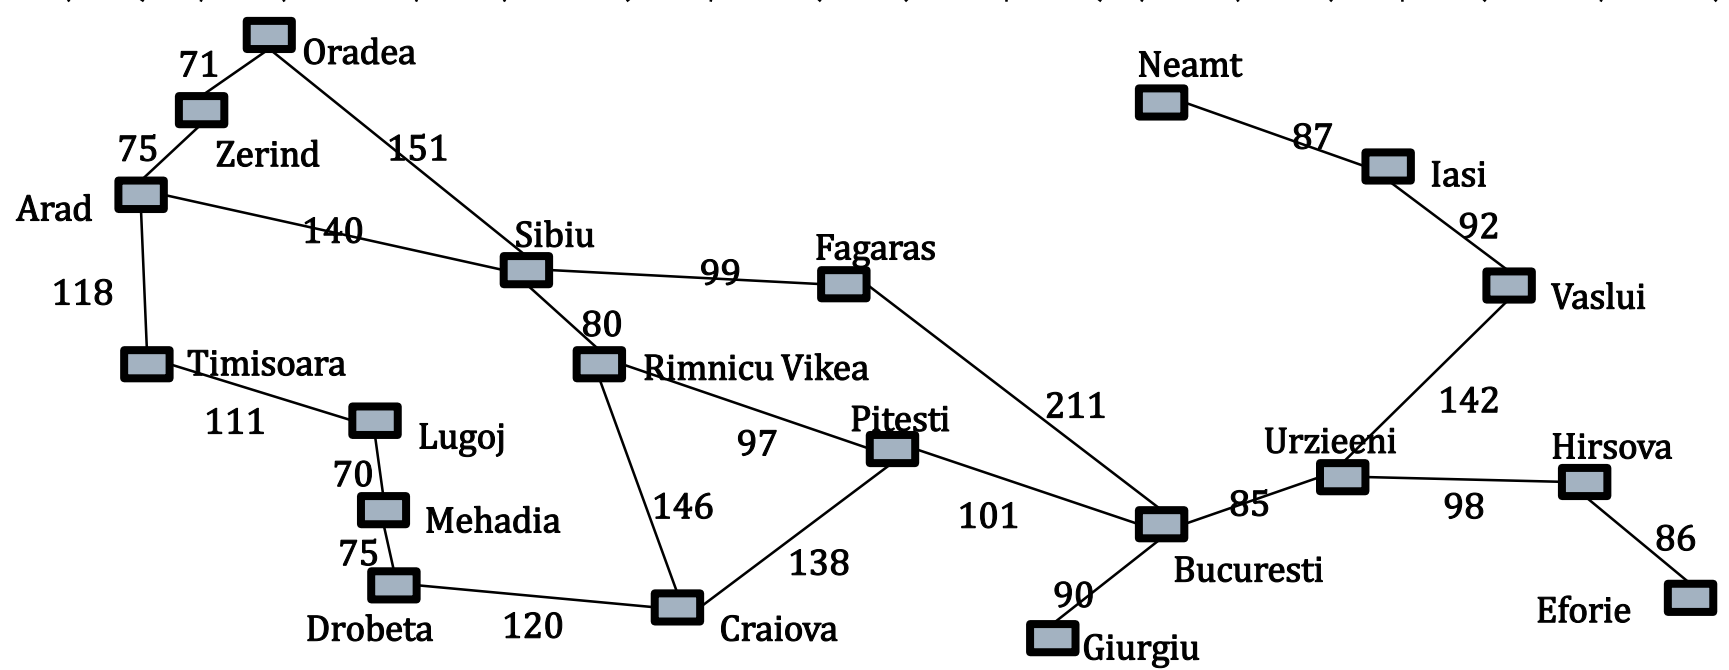 Oradea
71
Neamt
Zerind
75
151
87
Iasi
Arad
140
Sibiu
Fagaras
92
99
118
Vaslui
80
Timisoara
Rimnicu Vikea
111
211
142
Lugoj
97
Pitesti
Urzieeni
Hirsova
70
146
101
85
98
Mehadia
75
138
86
Bucuresti
90
Drobeta
120
Craiova
Giurgiu
Eforie